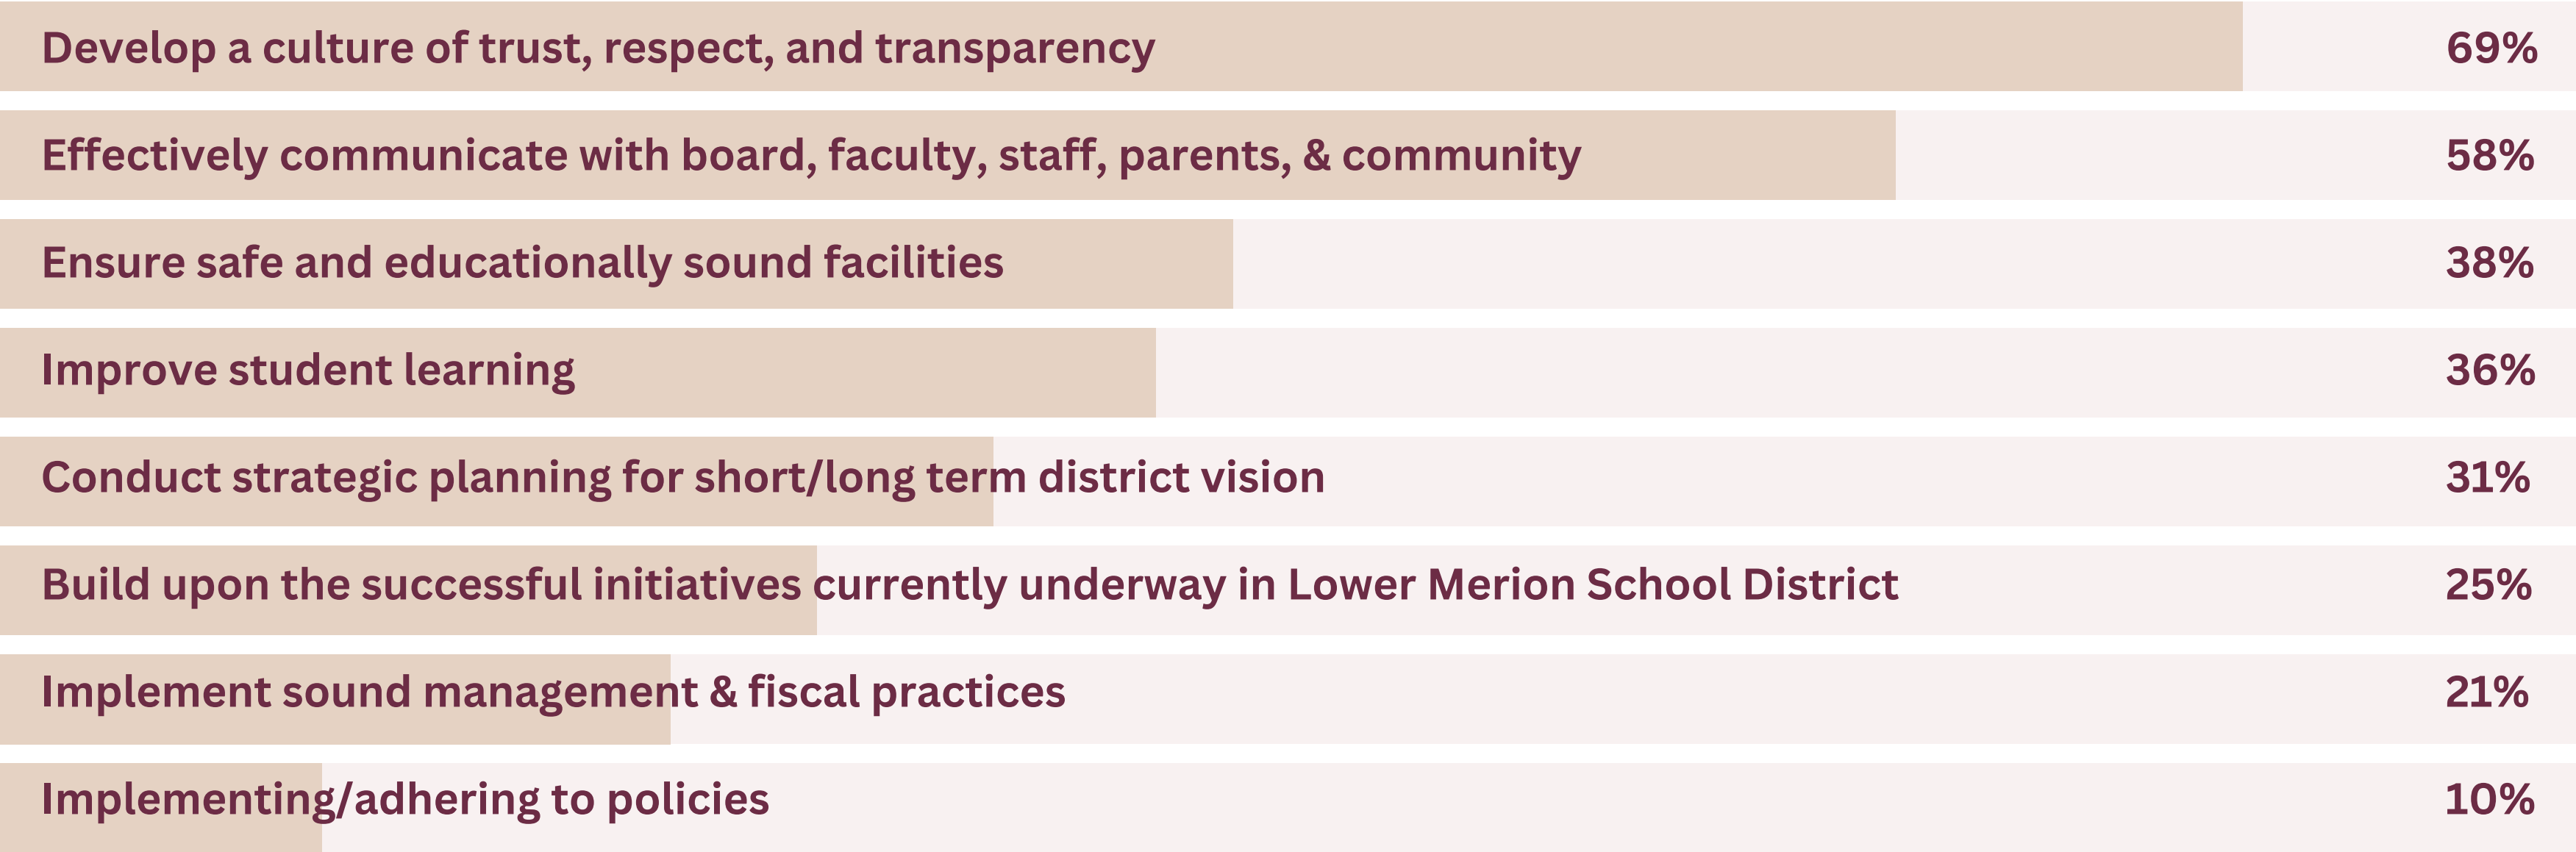 Develop a culture of trust, respect, and transparency 69%
Effectively communicate with board, faculty, staff, parents, & community 58%
Ensure safe and educationally sound facilities 38%
Improve student learning 36%
Conduct strategic planning for short/long term district vision 31%
Build upon the successful initiatives currently underway in Lower Merion School District 25%
Implement sound management & fiscal practices 21%
Implementing/adhering to policies 10%